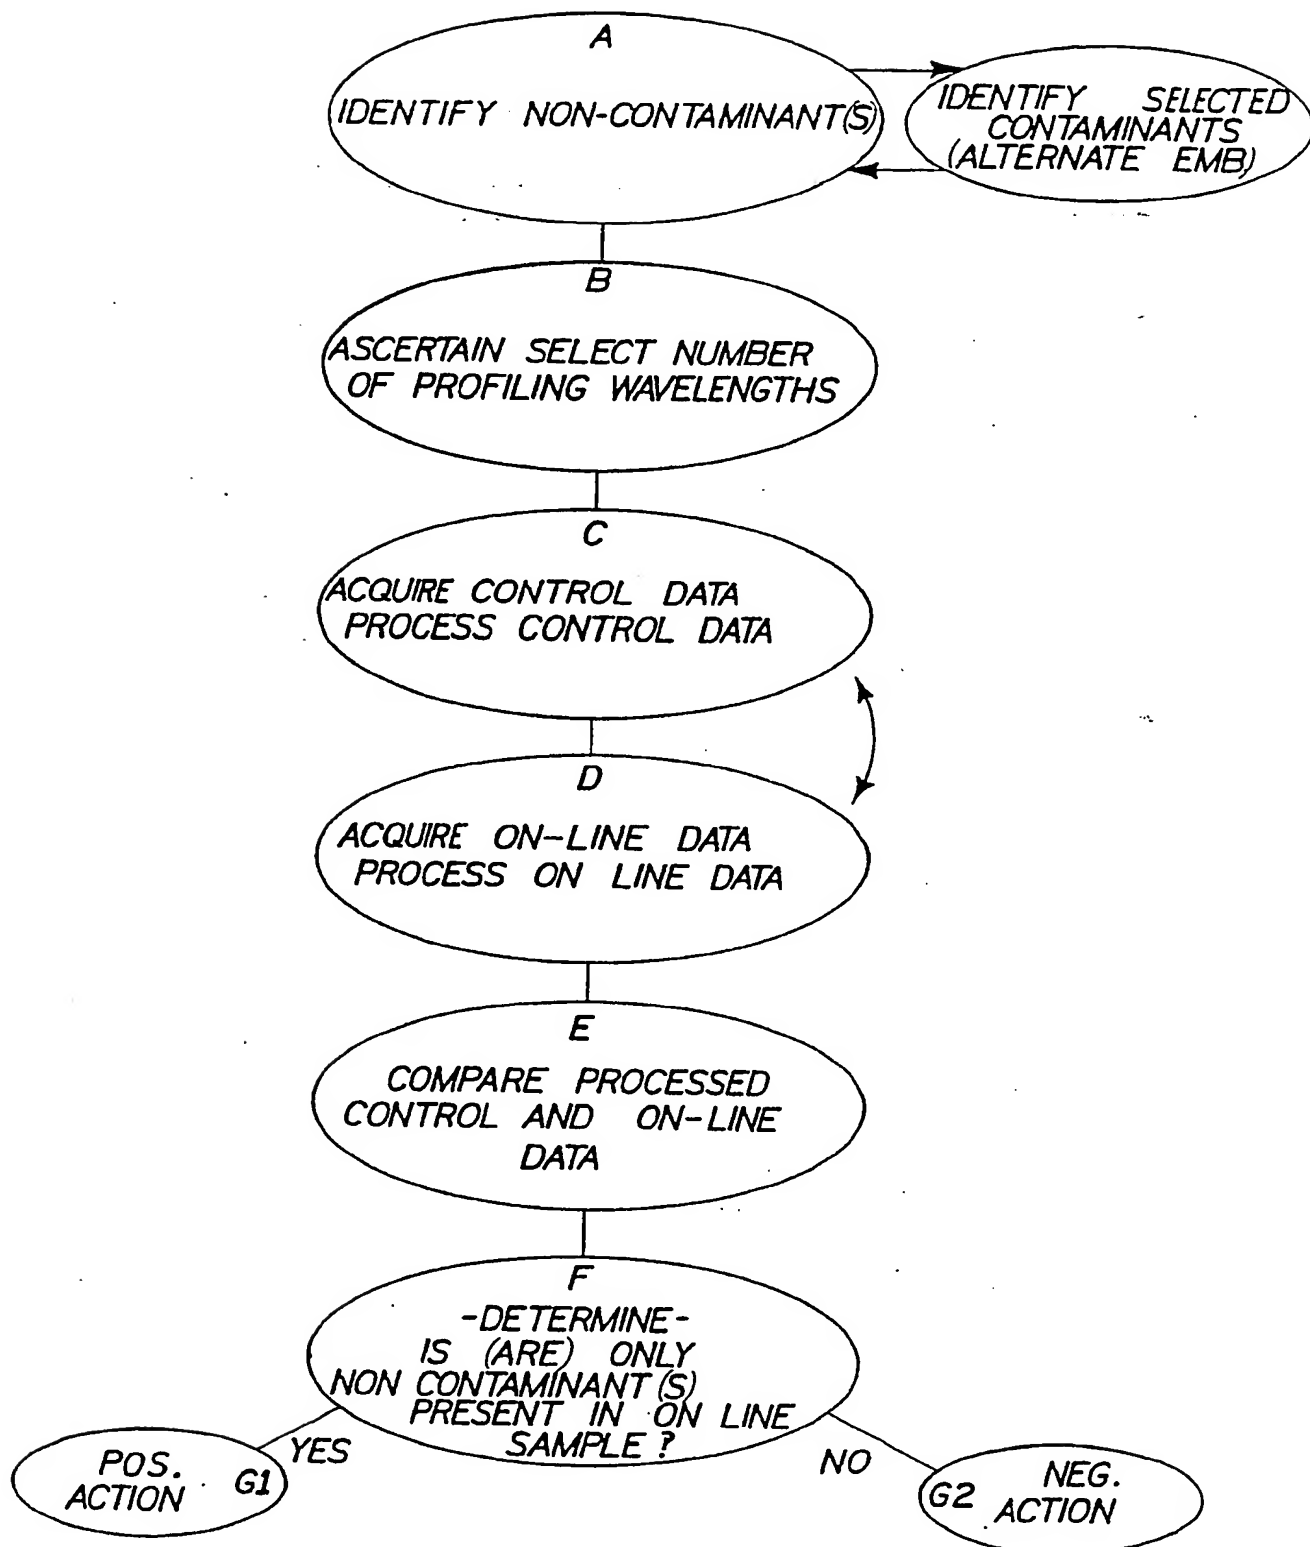 A
IDENTIFY NON-CONTAMINANT(S)
IDENTIFY SELECTED
CONTAMINANTS
(ALTERNATE EMB)
B
ASCERTAIN SELECT NUMBER
OF PROFILING WAVELENGTHS
C
ACQUIRE CONTROL DATA
PROCESS CONTROL DATA
D
ACQUIRE ON-LINE DATA
PROCESS ON LINE DATA
E
COMPARE PROCESSED
CONTROL AND ON-LINE
DATA
F
-DETERMINE-
IS (ARE) ONLY
NON CONTAMINANT(S)
PRESENT IN ON LINE
SAMPLE?
YES
NO
POS.
ACTION G1
G2 NEG.
ACTION